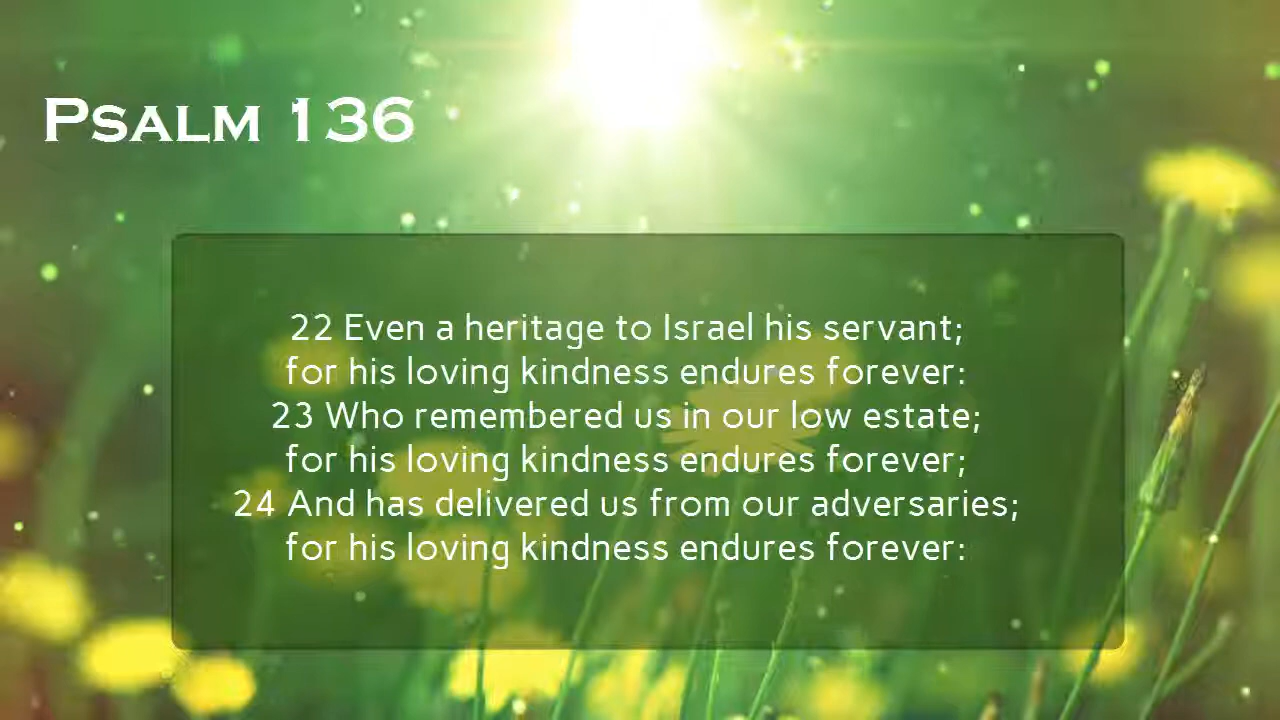 Psalm 136
22 Even a heritage to Israel his servant;
for his loving kindness endures forever:
23 Who remembered us in our low estate;
for his loving kindness endures forever;
24 And has delivered us from our adversaries;
for his loving kindness endures forever: